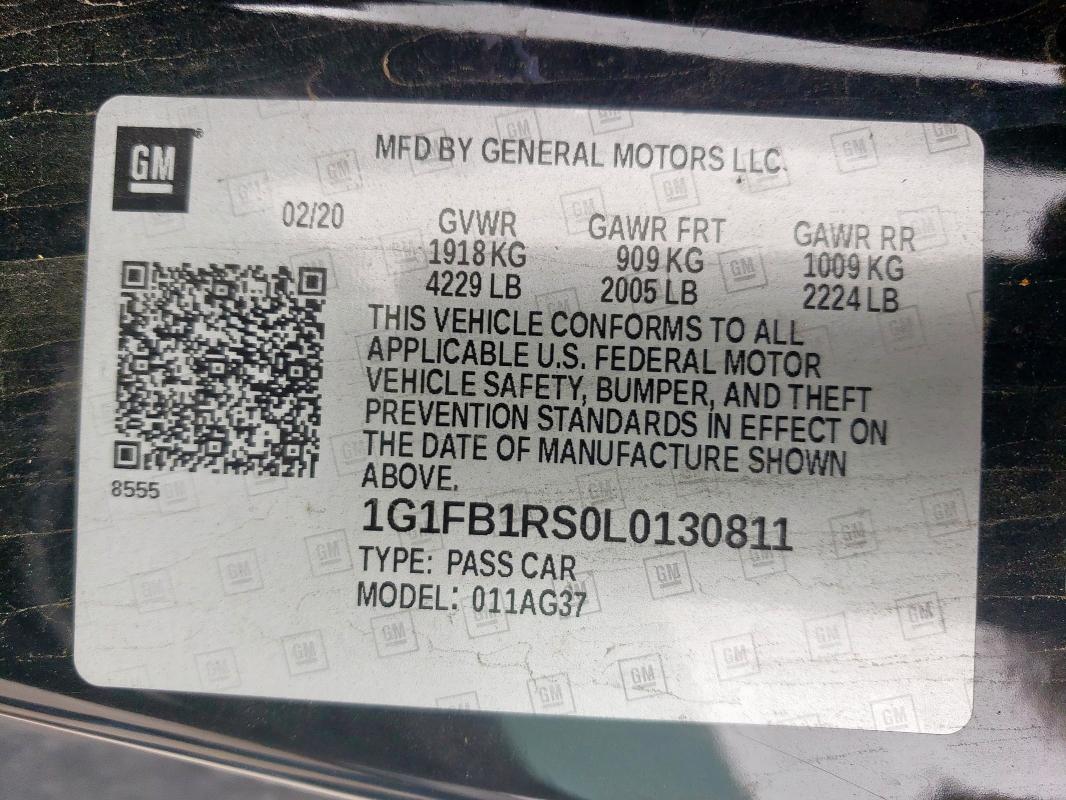 GM
MFD BY GENERAL MOTORS LLC.
02/20
GVWR GAWR FRT GAWR RR
1918 KG 909 KG 1009 KG
4229 LB 2005 LB 2224 LB
THIS VEHICLE CONFORMS TO ALL
APPLICABLE U.S. FEDERAL MOTOR
VEHICLE SAFETY, BUMPER, AND THEFT
PREVENTION STANDARDS IN EFFECT ON
THE DATE OF MANUFACTURE SHOWN
ABOVE.
8555
1G1FB1RS0L0130811
TYPE: PASS CAR
MODEL: 011AG37